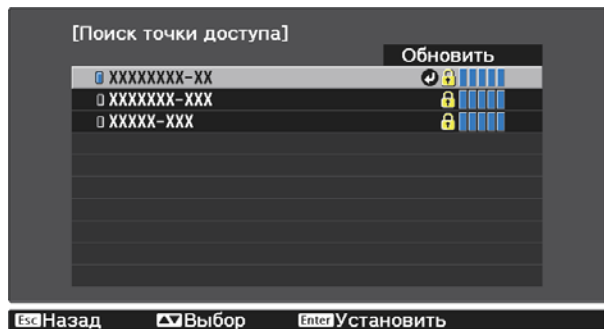 [Поиск точки доступа]
Обновить
XXXXXXXX-XX
XXXXXXX-XXX
XXXXX-XXX
Esc Назад Выбор Enter Установить